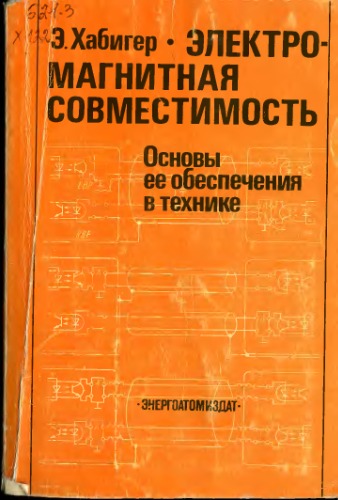 Э. Хабигер · ЭЛЕКТРО-
МАГНИТНАЯ
СОВМЕСТИМОСТЬ
Основы
ее обеспечения
в технике
·ЭНЕРГОАТОМИЗДАТ·